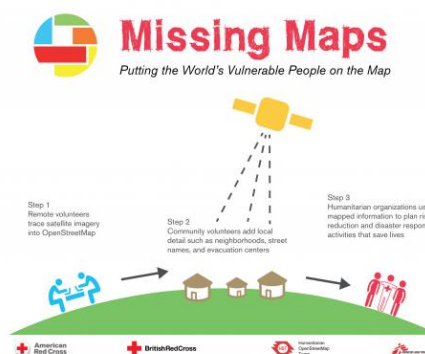 Missing Maps
Putting the World's Vulnerable People on the Map
Step 1
Remote volunteers
trace satellite imagery
into OpenStreetMap
Step 2
Community volunteers add local
detail such as neighborhoods, street
names, and evacuation centers
Step 3
Humanitarian organizations us
mapped information to plan ris
reduction and disaster respon
activities that save lives
American
Red Cross
BritishRedCross
Humanitarian
OpenStreetMap
Team